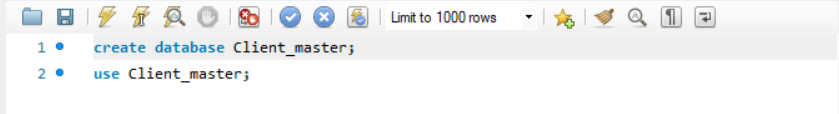 Limit to 1000 rows
1 create database Client_master;
2 use Client_master;